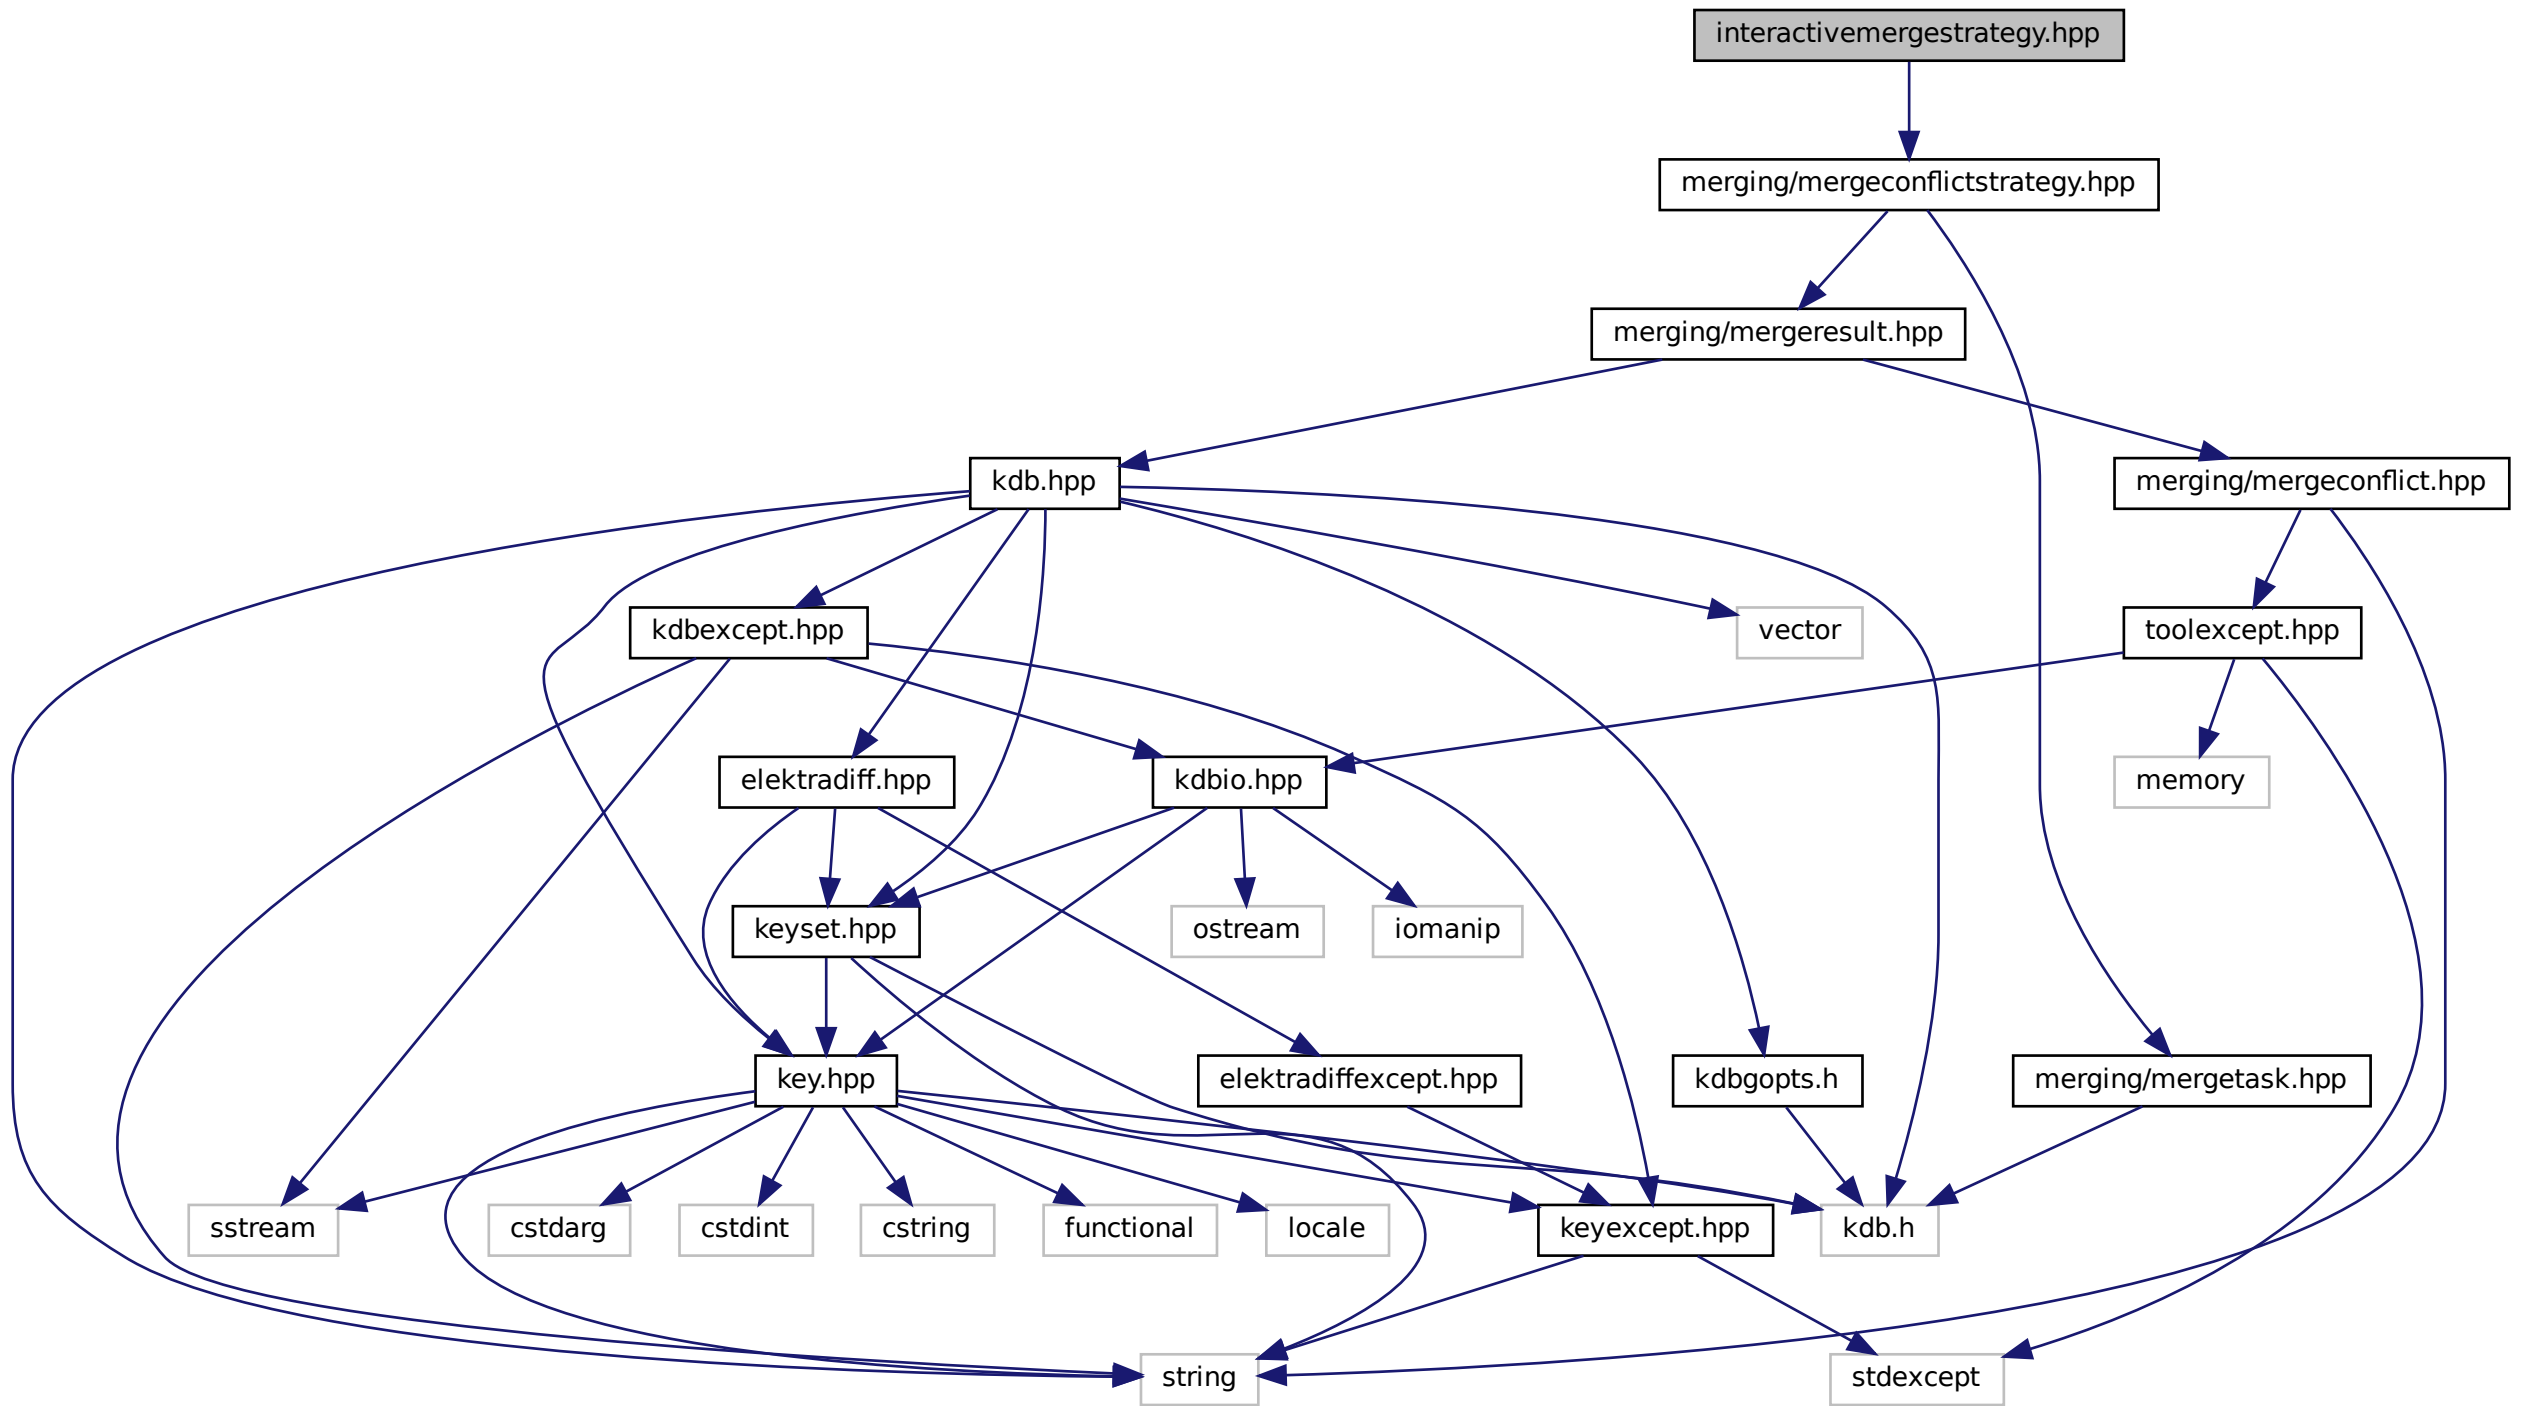 interactivemergestrategy.hpp
merging/mergeconflictstrategy.hpp
merging/mergeresult.hpp
kdb.hpp
merging/mergeconflict.hpp
kdbexcept.hpp
vector
toolexcept.hpp
elektradiff.hpp
kdbio.hpp
memory
keyset.hpp
ostream
iomanip
key.hpp
elektradiffexcept.hpp
kdbgopts.h
merging/mergetask.hpp
sstream
cstdarg
cstdint
cstring
functional
locale
keyexcept.hpp
kdb.h
string
stdexcept